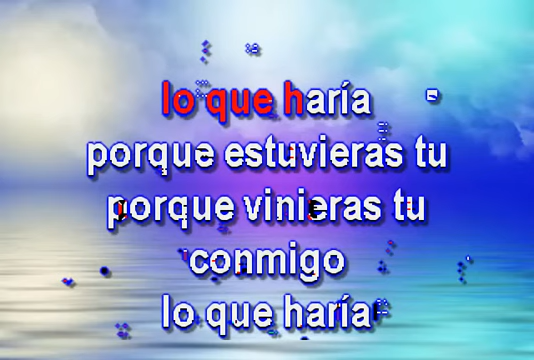 lo que haría
porque estuvieras tu
porque vinieras tu
conmigo
lo que haría